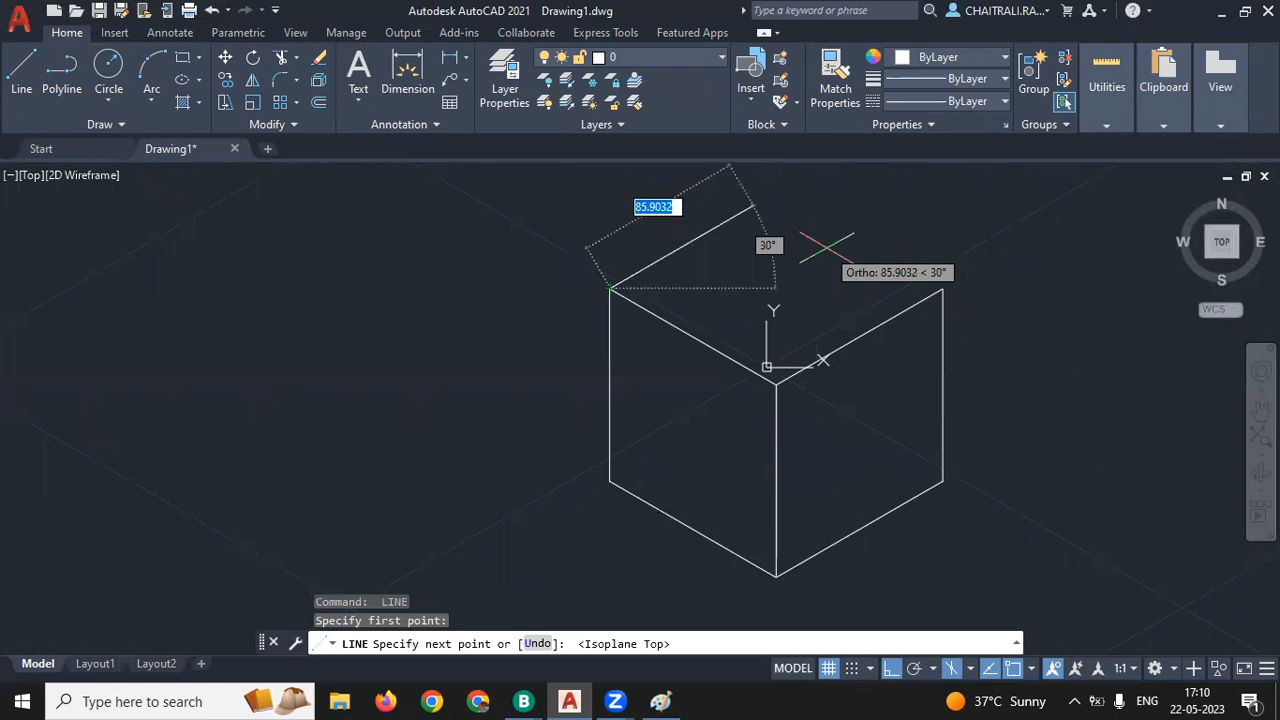 Autodesk AutoCAD 2021 Drawing1.dwg
Type a keyword or phrase
CHAITRALI.RA...
Home Insert Annotate Parametric View Manage Output Add-ins Collaborate Express Tools Featured Apps
Line Polyline Circle Arc
Text Dimension
Layer Properties
0
Insert
Match Properties
ByLayer
ByLayer
ByLayer
Group
Utilities Clipboard View
Draw Modify Annotation Layers Block Properties Groups
Start Drawing1*
[−][Top][2D Wireframe]
85.9032
30°
Ortho: 85.9032 < 30°
Y
X
N
W TOP E
S
WCS
Command: LINE
Specify first point:
LINE Specify next point or [Undo]: <Isoplane Top>
Model Layout1 Layout2
MODEL 1:1
Type here to search
37°C Sunny
ENG
17:10
22-05-2023